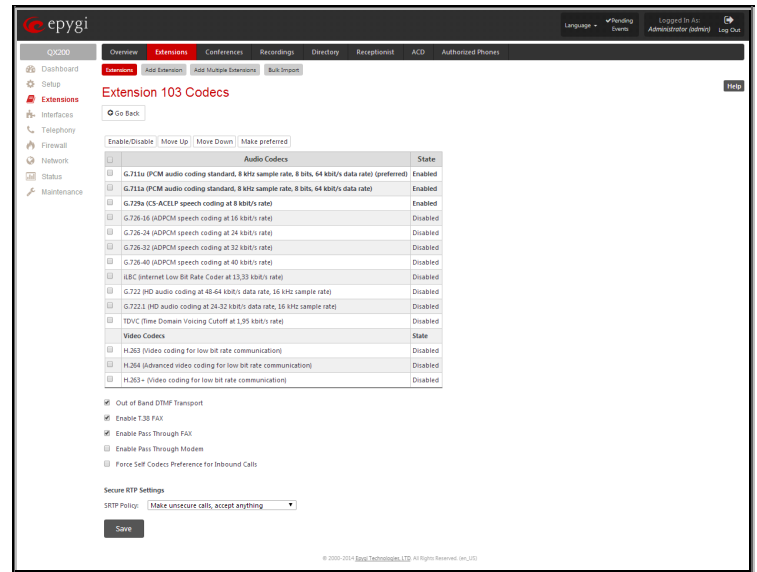 epygi
Language
Pending Events
Logged In As:
Administrator (admin)
Log Out
QX200
Overview Extensions Conferences Recordings Directory Receptionist ACD Authorized Phones
Dashboard
Setup
Extensions
Interfaces
Telephony
Firewall
Network
Status
Maintenance
Extensions Add Extension Add Multiple Extensions Bulk Import
Help
Extension 103 Codecs
Go Back
Enable/Disable Move Up Move Down Make preferred
Audio Codecs State
G.711u (PCM audio coding standard, 8 kHz sample rate, 8 bits, 64 kbit/s data rate) (preferred) Enabled
G.711a (PCM audio coding standard, 8 kHz sample rate, 8 bits, 64 kbit/s data rate) Enabled
G.729a (CS-ACELP speech coding at 8 kbit/s rate) Enabled
G.726-16 (ADPCM speech coding at 16 kbit/s rate) Disabled
G.726-24 (ADPCM speech coding at 24 kbit/s rate) Disabled
G.726-32 (ADPCM speech coding at 32 kbit/s rate) Disabled
G.726-40 (ADPCM speech coding at 40 kbit/s rate) Disabled
iLBC (internet Low Bit Rate Coder at 13,33 kbit/s rate) Disabled
G.722 (HD audio coding at 48-64 kbit/s data rate, 16 kHz sample rate) Disabled
G.722.1 (HD audio coding at 24-32 kbit/s data rate, 16 kHz sample rate) Disabled
TDVC (Time Domain Voicing Cutoff at 1,95 kbit/s rate) Disabled
Video Codecs State
H.263 (Video coding for low bit rate communication) Disabled
H.264 (Advanced video coding for low bit rate communication) Disabled
H.263+ (Video coding for low bit rate communication) Disabled
Out of Band DTMF Transport
Enable T.38 FAX
Enable Pass Through FAX
Enable Pass Through Modem
Force Self Codecs Preference for Inbound Calls
Secure RTP Settings
SRTP Policy: Make unsecure calls, accept anything
Save
© 2000-2014 Epygi Technologies, LTD. All Rights Reserved. (en_US)